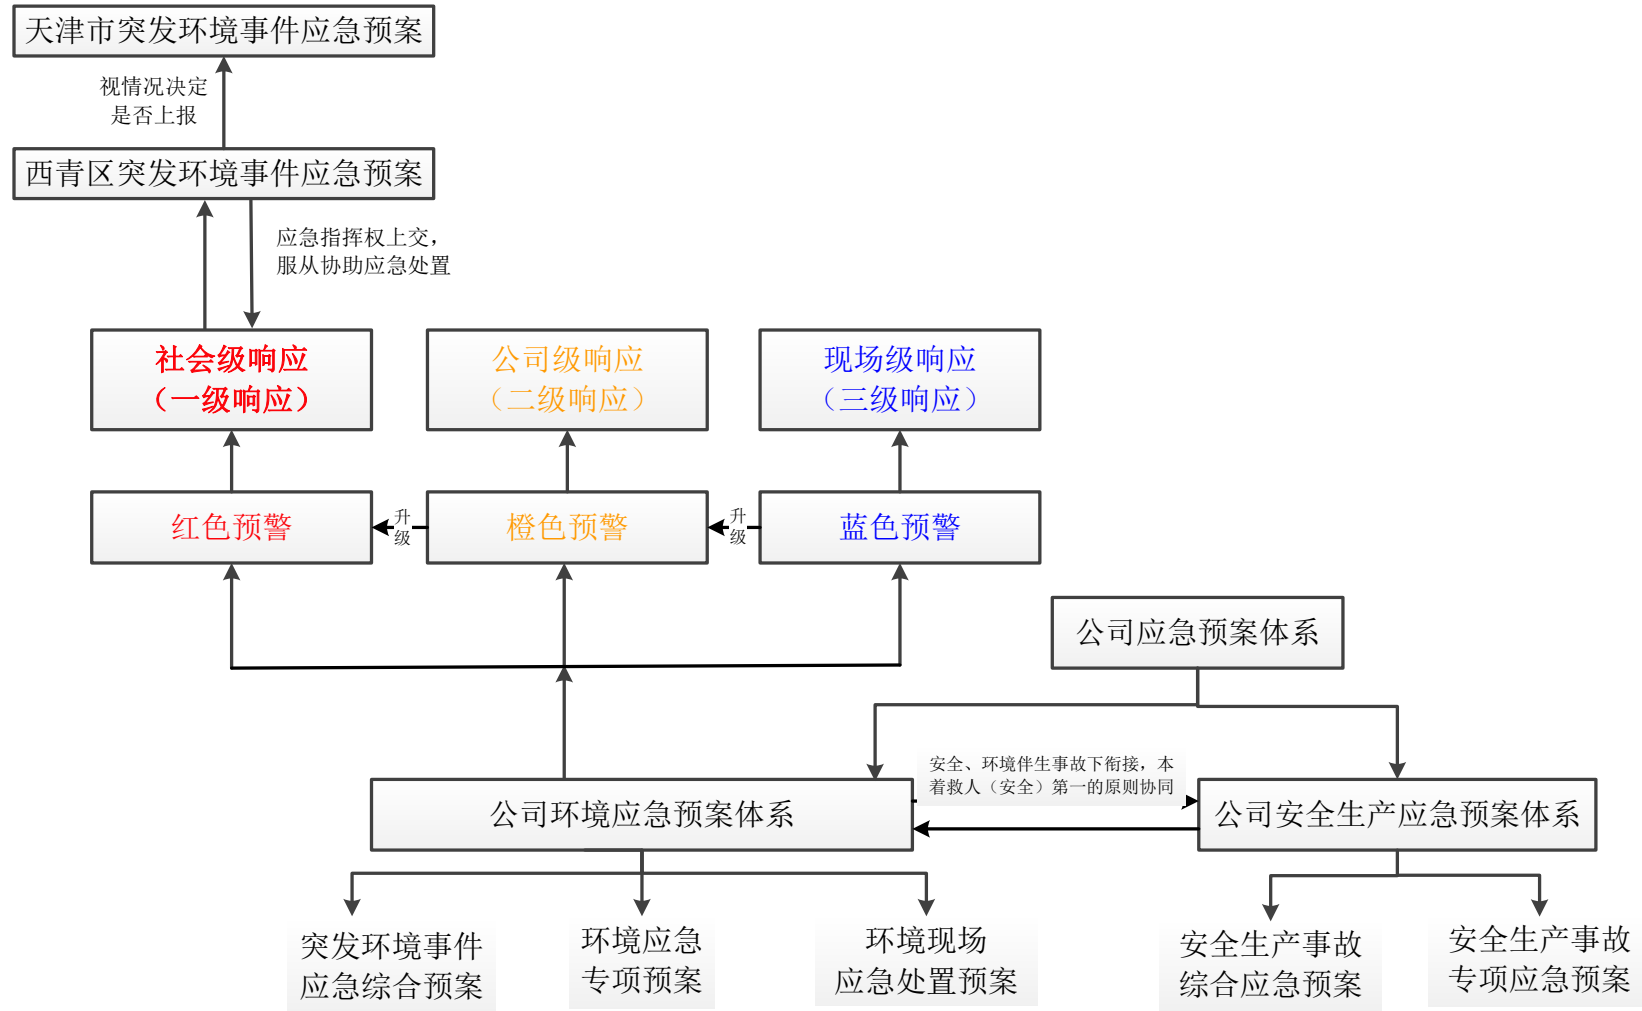 天津市突发环境事件应急预案
视情况决定
是否上报
西青区突发环境事件应急预案
应急指挥权上交，
服从协助应急处置
社会级响应
（一级响应）
公司级响应
（二级响应）
现场级响应
（三级响应）
红色预警
升
级
橙色预警
升
级
蓝色预警
公司应急预案体系
安全、环境伴生事故下衔接，本
着救人（安全）第一的原则协同
公司环境应急预案体系
公司安全生产应急预案体系
突发环境事件
应急综合预案
环境应急
专项预案
环境现场
应急处置预案
安全生产事故
综合应急预案
安全生产事故
专项应急预案